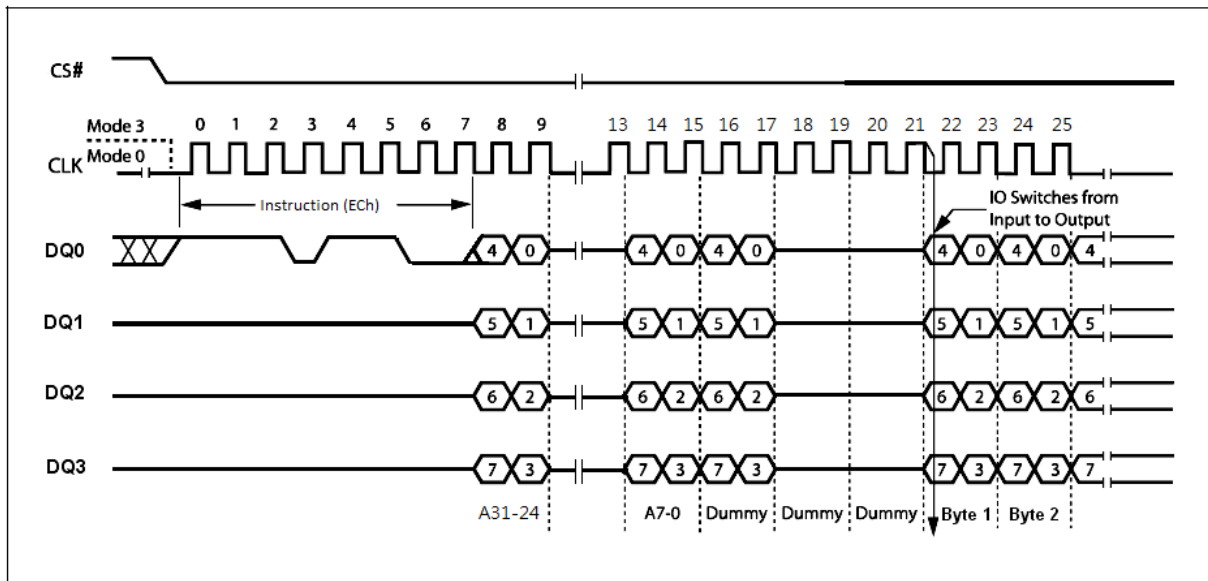 CS#
Mode 3
0 1 2 3 4 5 6 7 8 9 13 14 15 16 17 18 19 20 21 22 23 24 25
Mode 0
CLK
Instruction (ECh)
IO Switches from
Input to Output
DQ0 4 0 4 0 4 0 4 0 4 0 4
DQ1 5 1 5 1 5 1 5 1 5 1 5
DQ2 6 2 6 2 6 2 6 2 6 2 6
DQ3 7 3 7 3 7 3 7 3 7 3 7
A31-24 A7-0 Dummy Dummy Dummy Byte 1 Byte 2